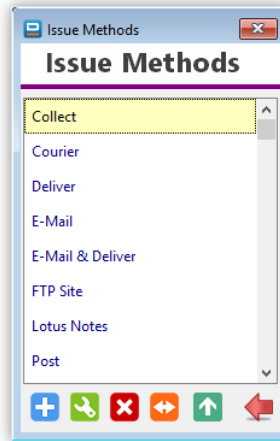 Issue Methods
Issue Methods
Collect
Courier
Deliver
E-Mail
E-Mail & Deliver
FTP Site
Lotus Notes
Post